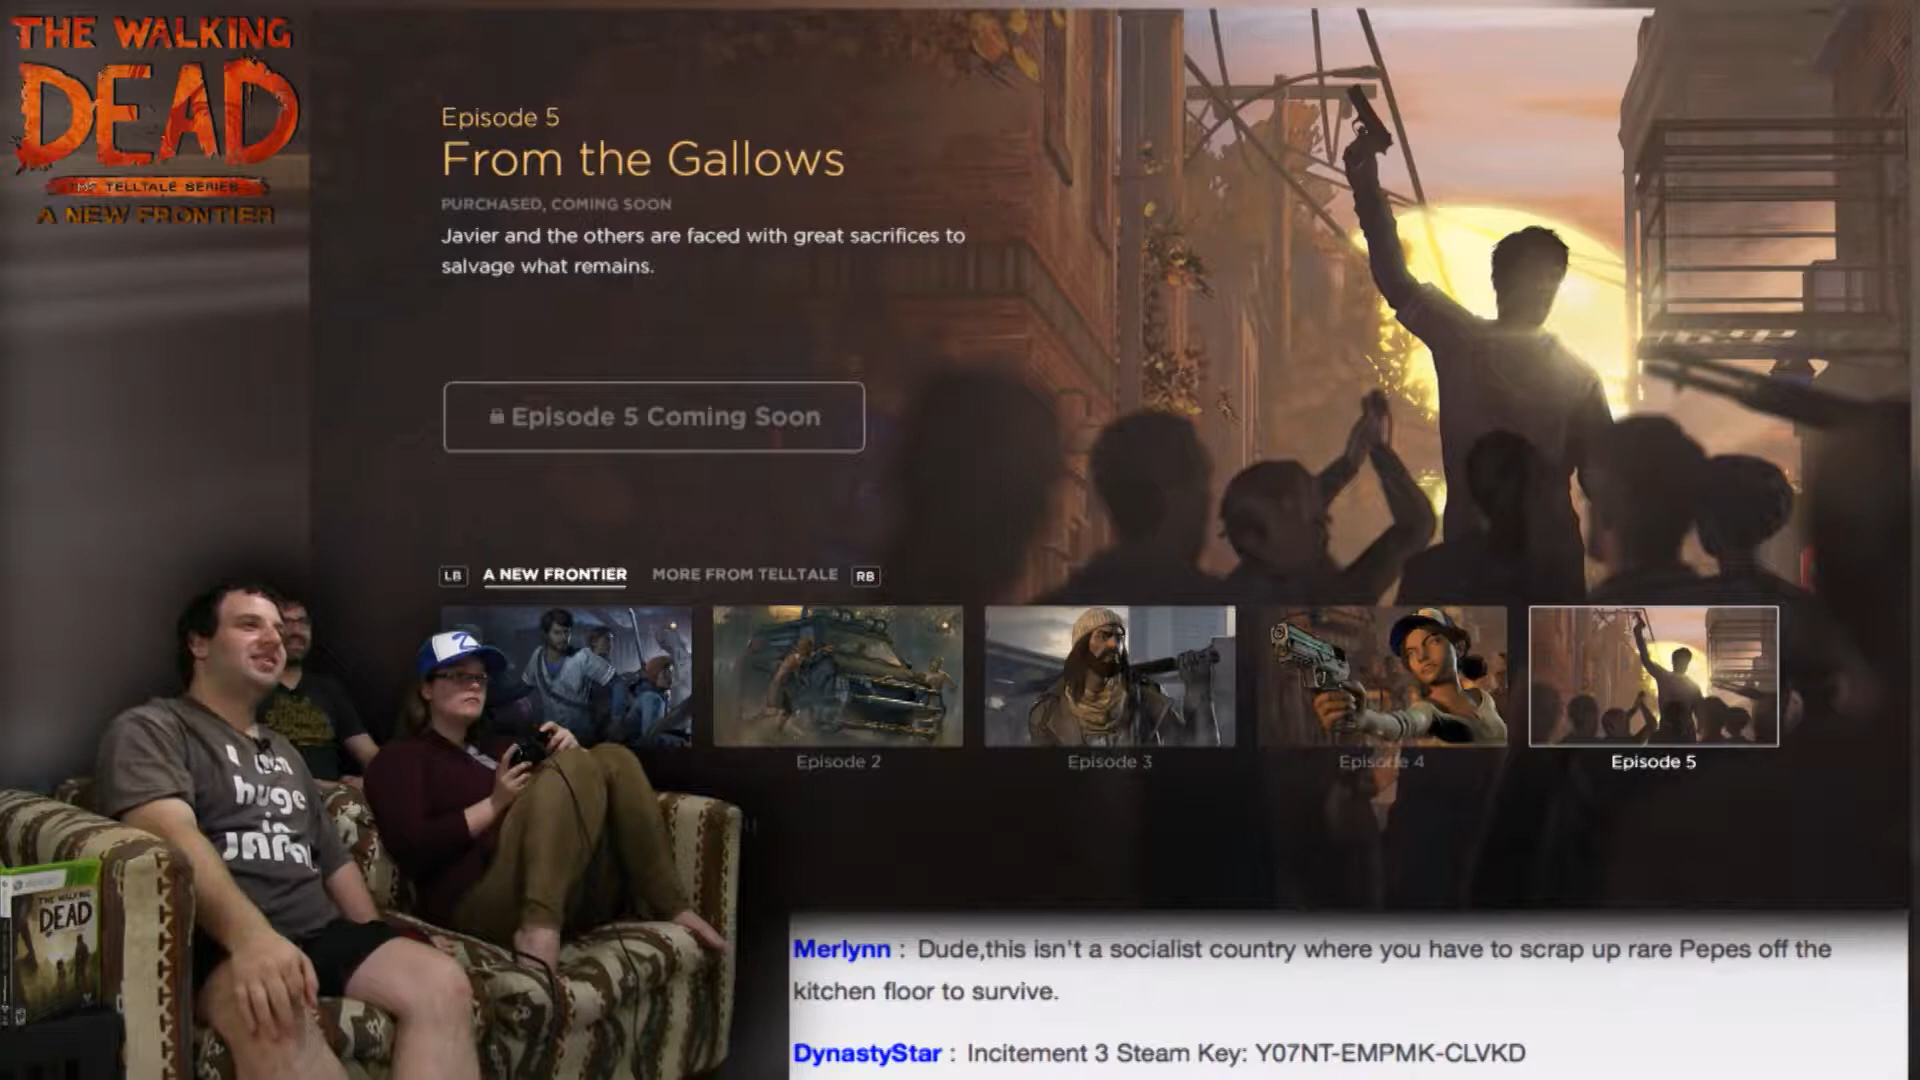 THE WALKING
DEAD
THE TELLTALE SERIES
A NEW FRONTIER
Episode 5
From the Gallows
PURCHASED, COMING SOON
Javier and the others are faced with great sacrifices to
salvage what remains.
Episode 5 Coming Soon
LB A NEW FRONTIER MORE FROM TELLTALE RB
Episode 2 Episode 3 Episode 4 Episode 5
huge
in
THE WALKING
DEAD
Merlynn : Dude,this isn't a socialist country where you have to scrap up rare Pepes off the
kitchen floor to survive.
DynastyStar : Incitement 3 Steam Key: Y07NT-EMPMK-CLVKD